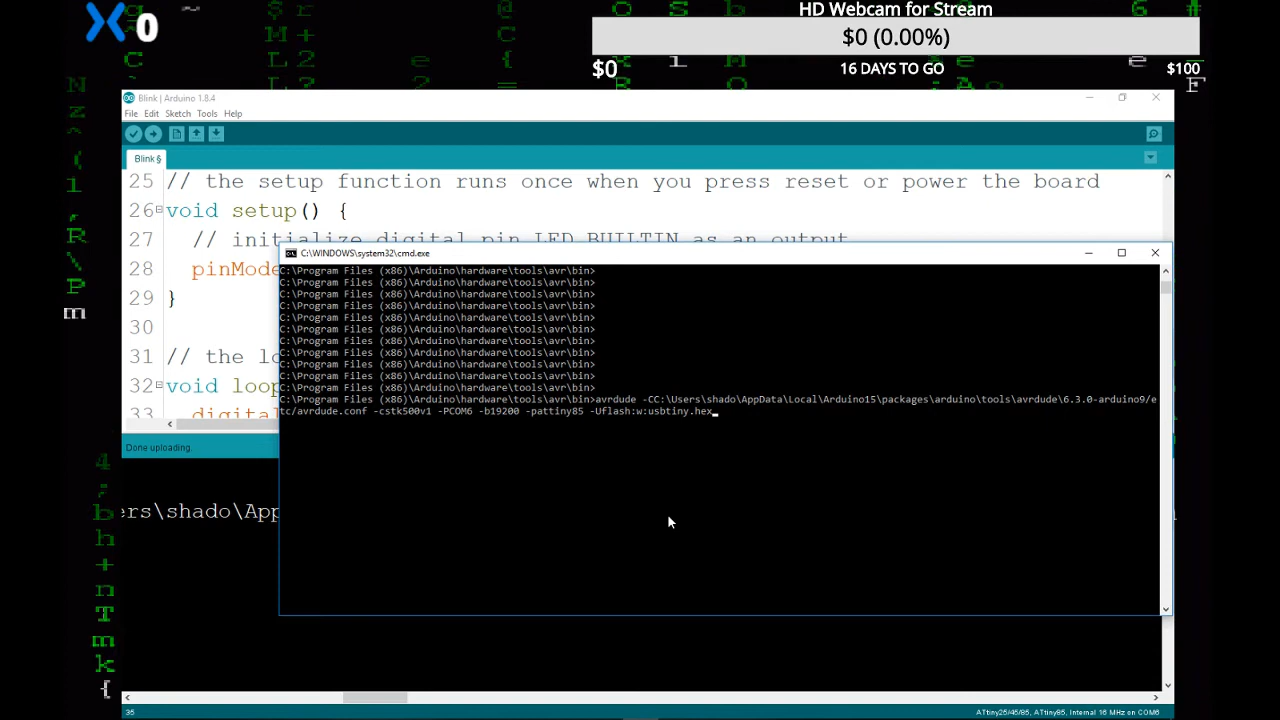 0
HD Webcam for Stream
$0 (0.00%)
$0
16 DAYS TO GO
$100
Blink | Arduino 1.8.4
File Edit Sketch Tools Help
Blink §
25 // the setup function runs once when you press reset or power the board
26 void setup() {
27 // initialize digital pin LED_BUILTIN as an output
28 pinMode
29 }
30
31 // the lo
32 void loop
digita
Done uploading.
ers\shado\App
C:\WINDOWS\system32\cmd.exe
C:\Program Files (x86)\Arduino\hardware\tools\avr\bin>
C:\Program Files (x86)\Arduino\hardware\tools\avr\bin>
C:\Program Files (x86)\Arduino\hardware\tools\avr\bin>
C:\Program Files (x86)\Arduino\hardware\tools\avr\bin>
C:\Program Files (x86)\Arduino\hardware\tools\avr\bin>
C:\Program Files (x86)\Arduino\hardware\tools\avr\bin>
C:\Program Files (x86)\Arduino\hardware\tools\avr\bin>
C:\Program Files (x86)\Arduino\hardware\tools\avr\bin>
C:\Program Files (x86)\Arduino\hardware\tools\avr\bin>
C:\Program Files (x86)\Arduino\hardware\tools\avr\bin>
C:\Program Files (x86)\Arduino\hardware\tools\avr\bin>
C:\Program Files (x86)\Arduino\hardware\tools\avr\bin>avrdude -CC:\Users\shado\AppData\Local\Arduino15\packages\arduino\tools\avrdude\6.3.0-arduino9/e
tc/avrdude.conf -cstk500v1 -PCOM6 -b19200 -pattiny85 -Uflash:w:usbtiny.hex
35
ATtiny25/45/85, ATtiny85, Internal 16 MHz on COM6